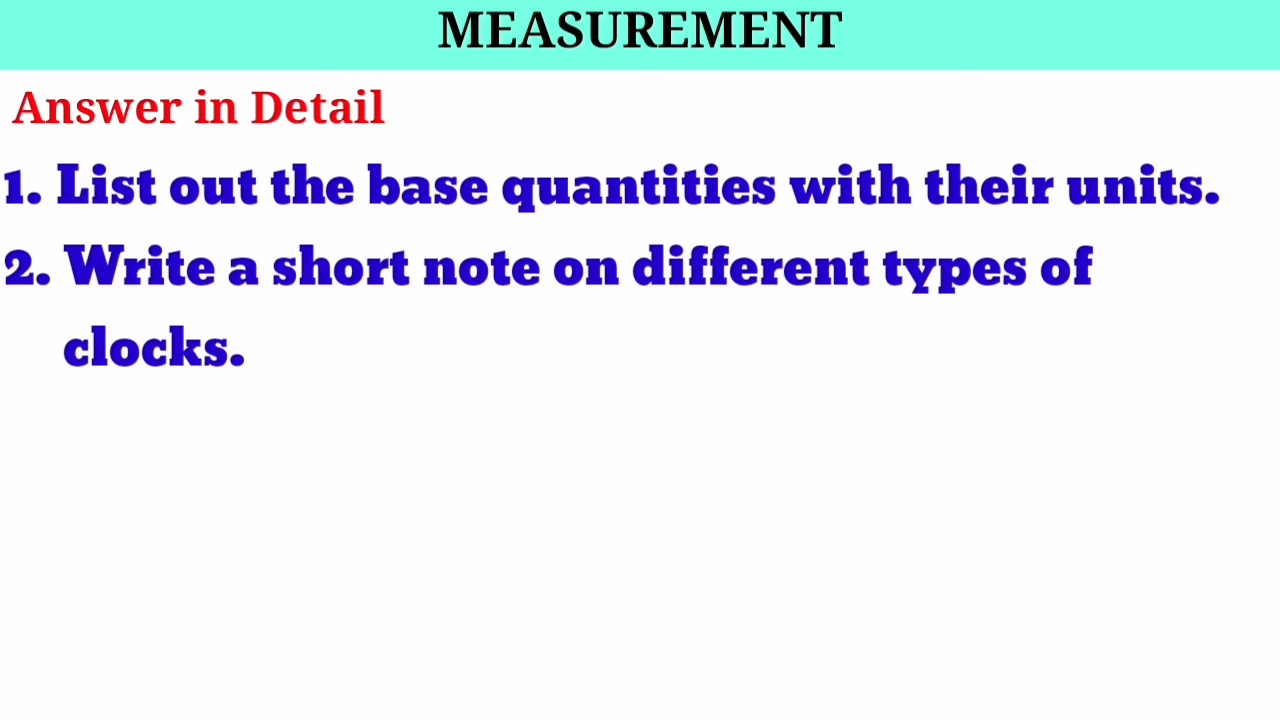 MEASUREMENT
Answer in Detail
1. List out the base quantities with their units.
2. Write a short note on different types of
clocks.